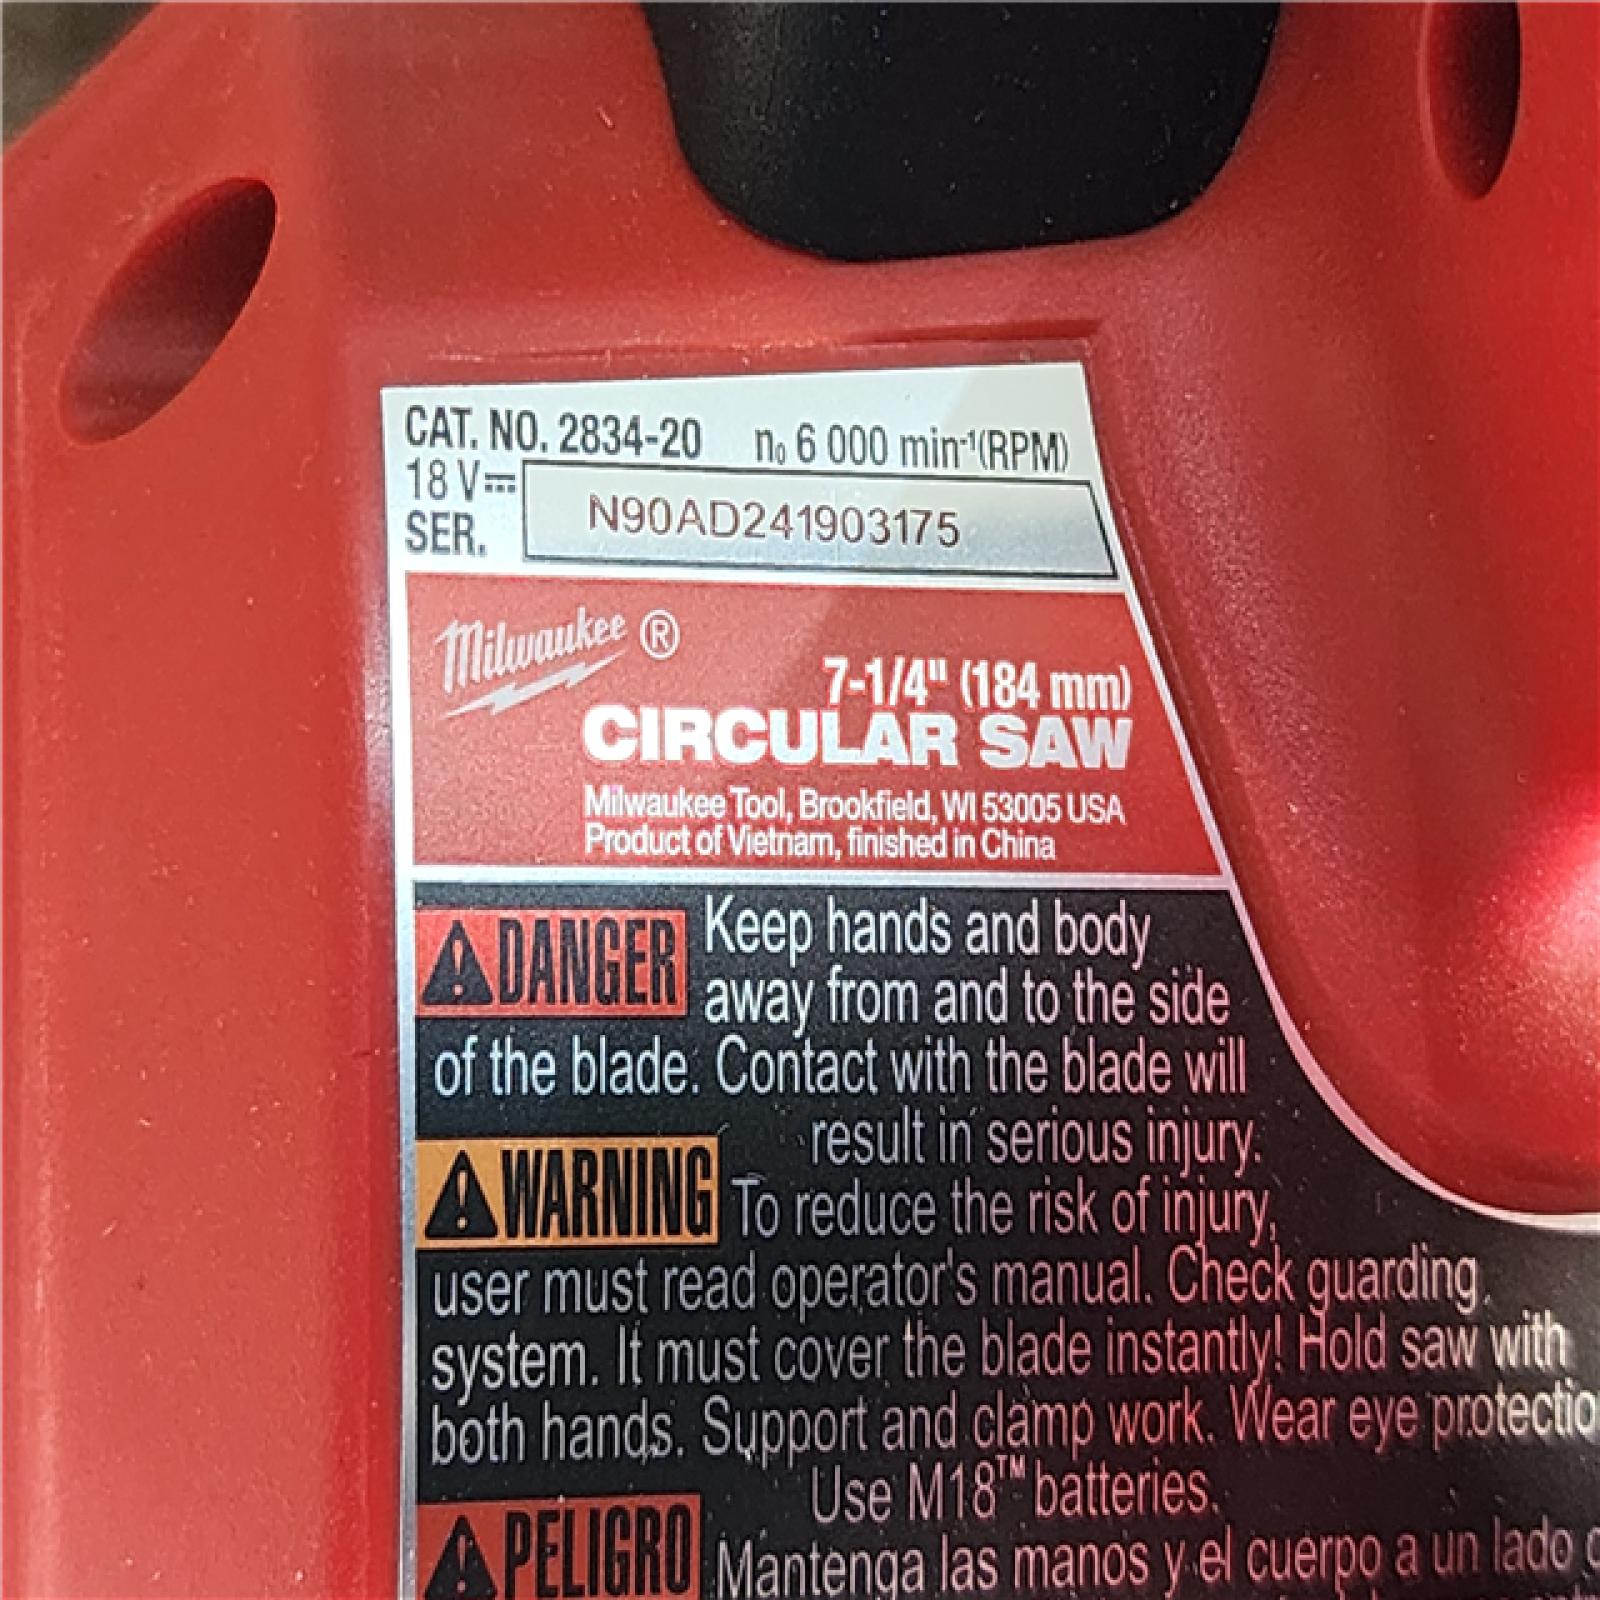 CAT. NO. 2834-20 n₀ 6 000 min⁻¹(RPM)
18 V⎓
SER. N90AD241903175
Milwaukee®
7-1/4" (184 mm)
CIRCULAR SAW
Milwaukee Tool, Brookfield, WI 53005 USA
Product of Vietnam, finished in China
DANGER Keep hands and body
away from and to the side
of the blade. Contact with the blade will
result in serious injury.
WARNING To reduce the risk of injury,
user must read operator's manual. Check guarding
system. It must cover the blade instantly! Hold saw with
both hands. Support and clamp work. Wear eye protectio
Use M18™ batteries.
PELIGRO Mantenga las manos y el cuerpo a un lado